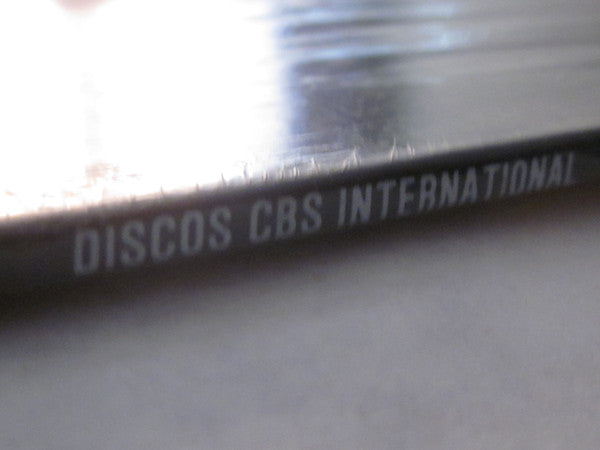 DISCOS CBS INTERNATIONAL